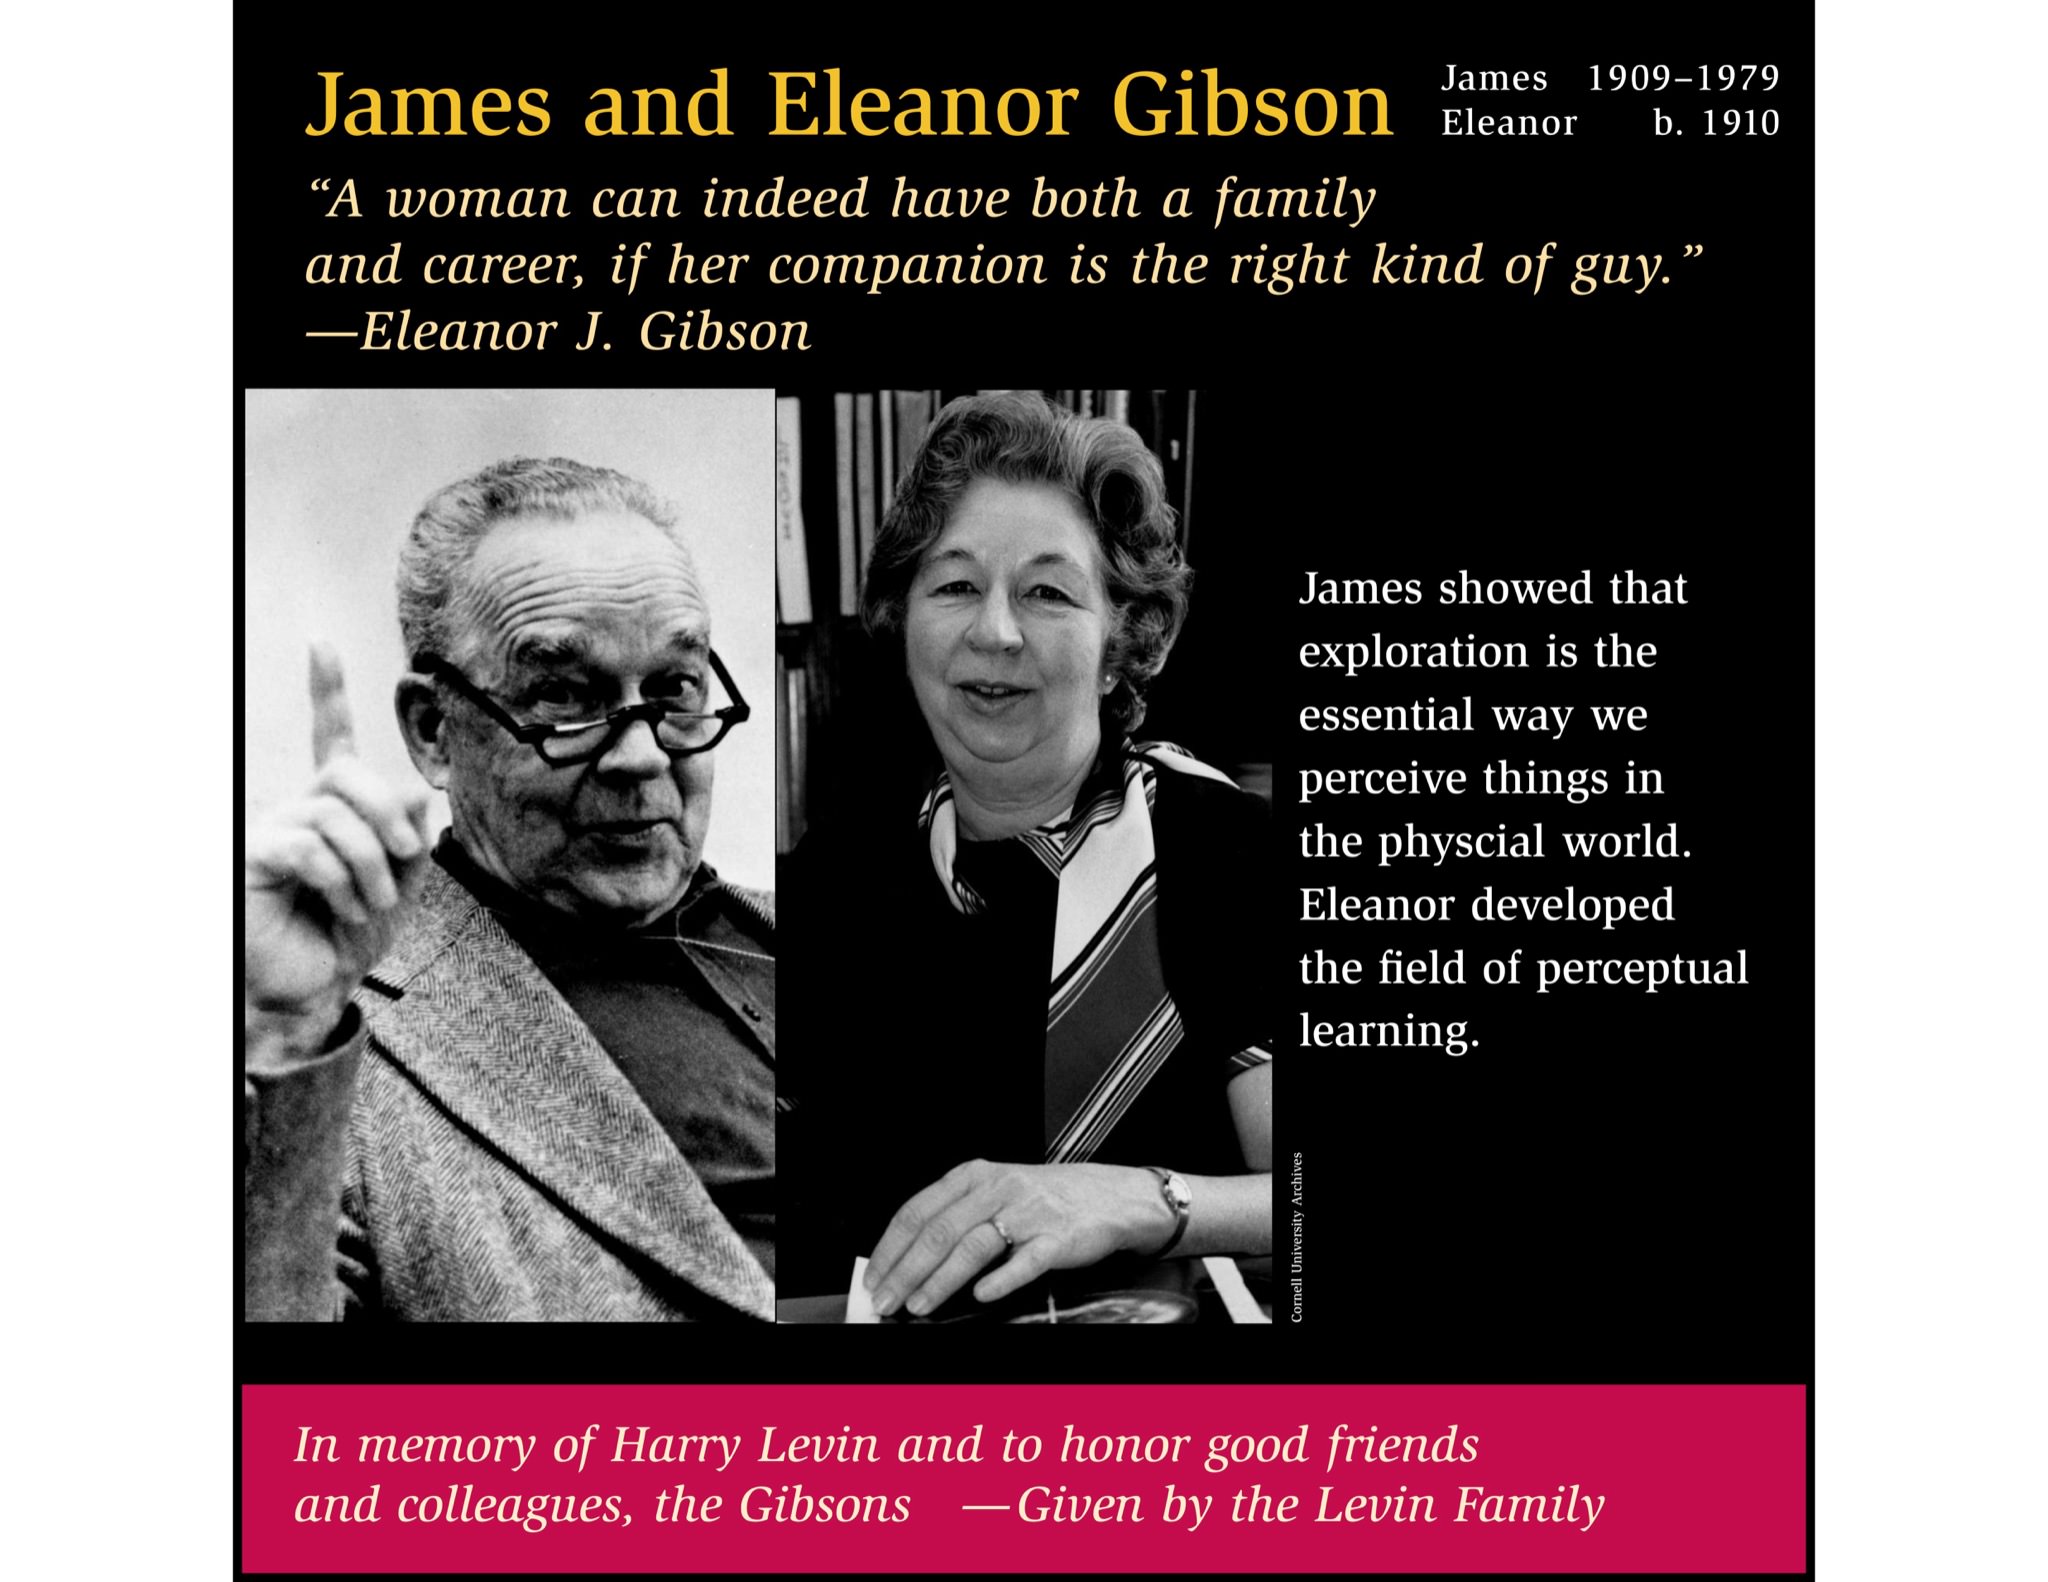 James and Eleanor Gibson
James 1909–1979
Eleanor b. 1910
“A woman can indeed have both a family
and career, if her companion is the right kind of guy.”
—Eleanor J. Gibson
James showed that
exploration is the
essential way we
perceive things in
the physcial world.
Eleanor developed
the field of perceptual
learning.
Cornell University Archives
In memory of Harry Levin and to honor good friends
and colleagues, the Gibsons —Given by the Levin Family